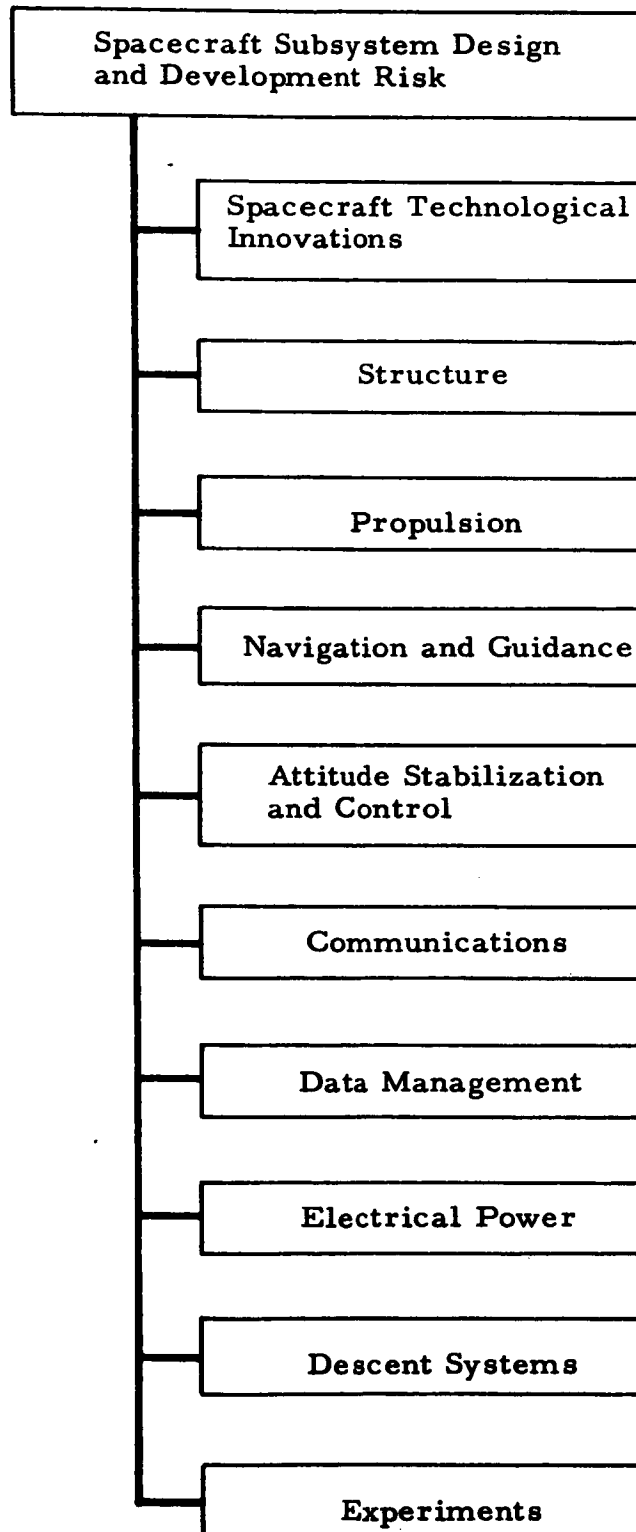 Spacecraft Subsystem Design
and Development Risk
Spacecraft Technological
Innovations
Structure
Propulsion
Navigation and Guidance
Attitude Stabilization
and Control
Communications
Data Management
Electrical Power
Descent Systems
Experiments